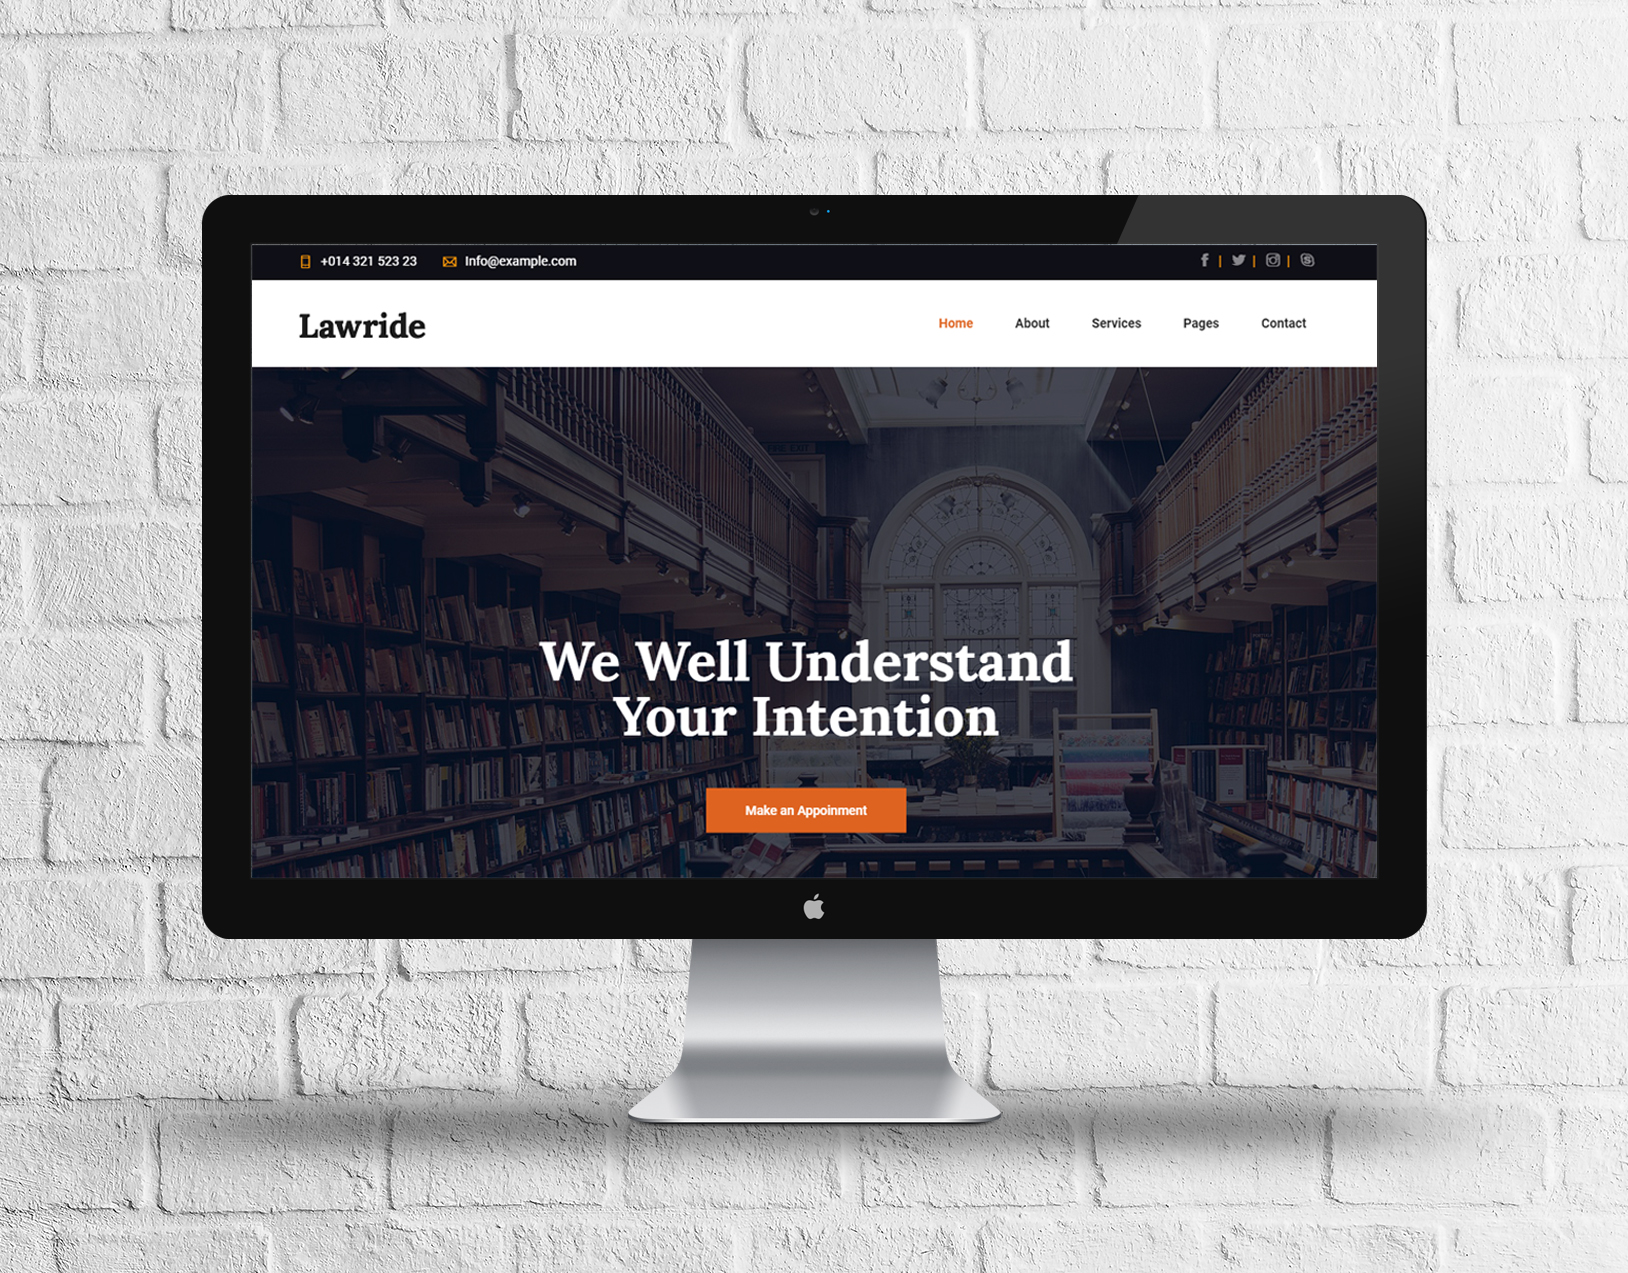 +014 321 523 23 Info@example.com
Lawride
Home About Services Pages Contact
We Well Understand
Your Intention
Make an Appoinment